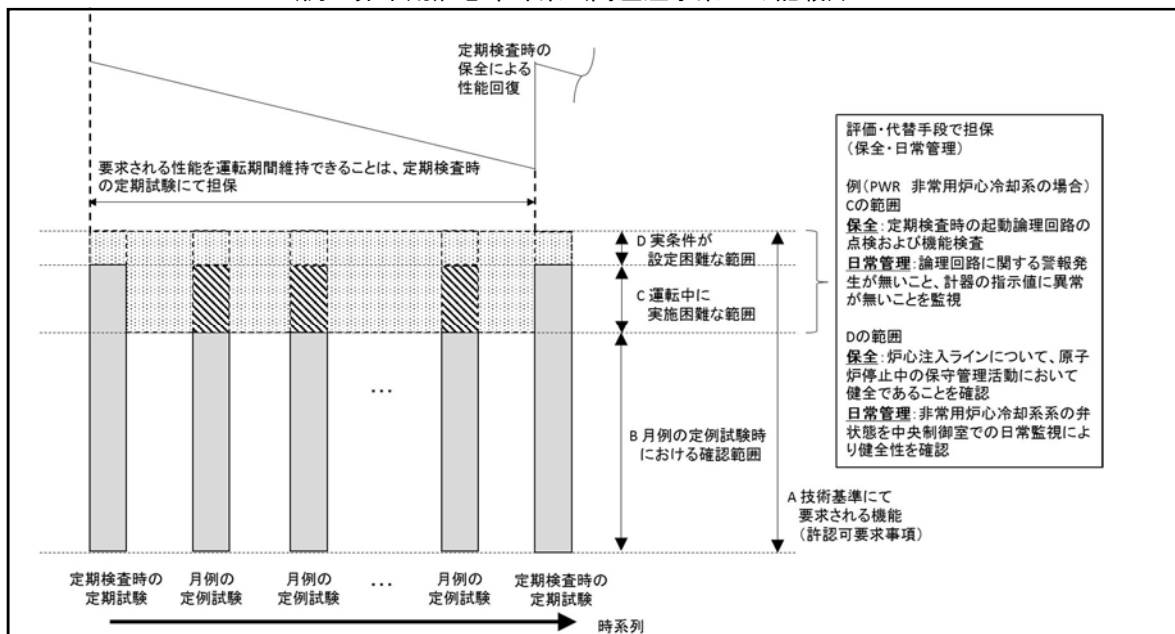 定期検査時の
保全による
性能回復
要求される性能を運転期間維持できることは、定期検査時
の定期試験にて担保
D 実条件が
設定困難な範囲
C 運転中に
実施困難な範囲
B 月例の定例試験時
における確認範囲
A 技術基準にて
要求される機能
(許認可要求事項)
評価・代替手段で担保
(保全・日常管理)
例(PWR 非常用炉心冷却系の場合)
Cの範囲
保全:定期検査時の起動論理回路の
点検および機能検査
日常管理:論理回路に関する警報発
生が無いこと、計器の指示値に異常
が無いことを監視
Dの範囲
保全:炉心注入ラインについて、原子
炉停止中の保守管理活動において
健全であることを確認
日常管理:非常用炉心冷却系系の弁
状態を中央制御室での日常監視によ
り健全性を確認
…
定期検査時の
定期試験
月例の
定例試験
月例の
定例試験
…
月例の
定例試験
定期検査時の
定期試験
時系列